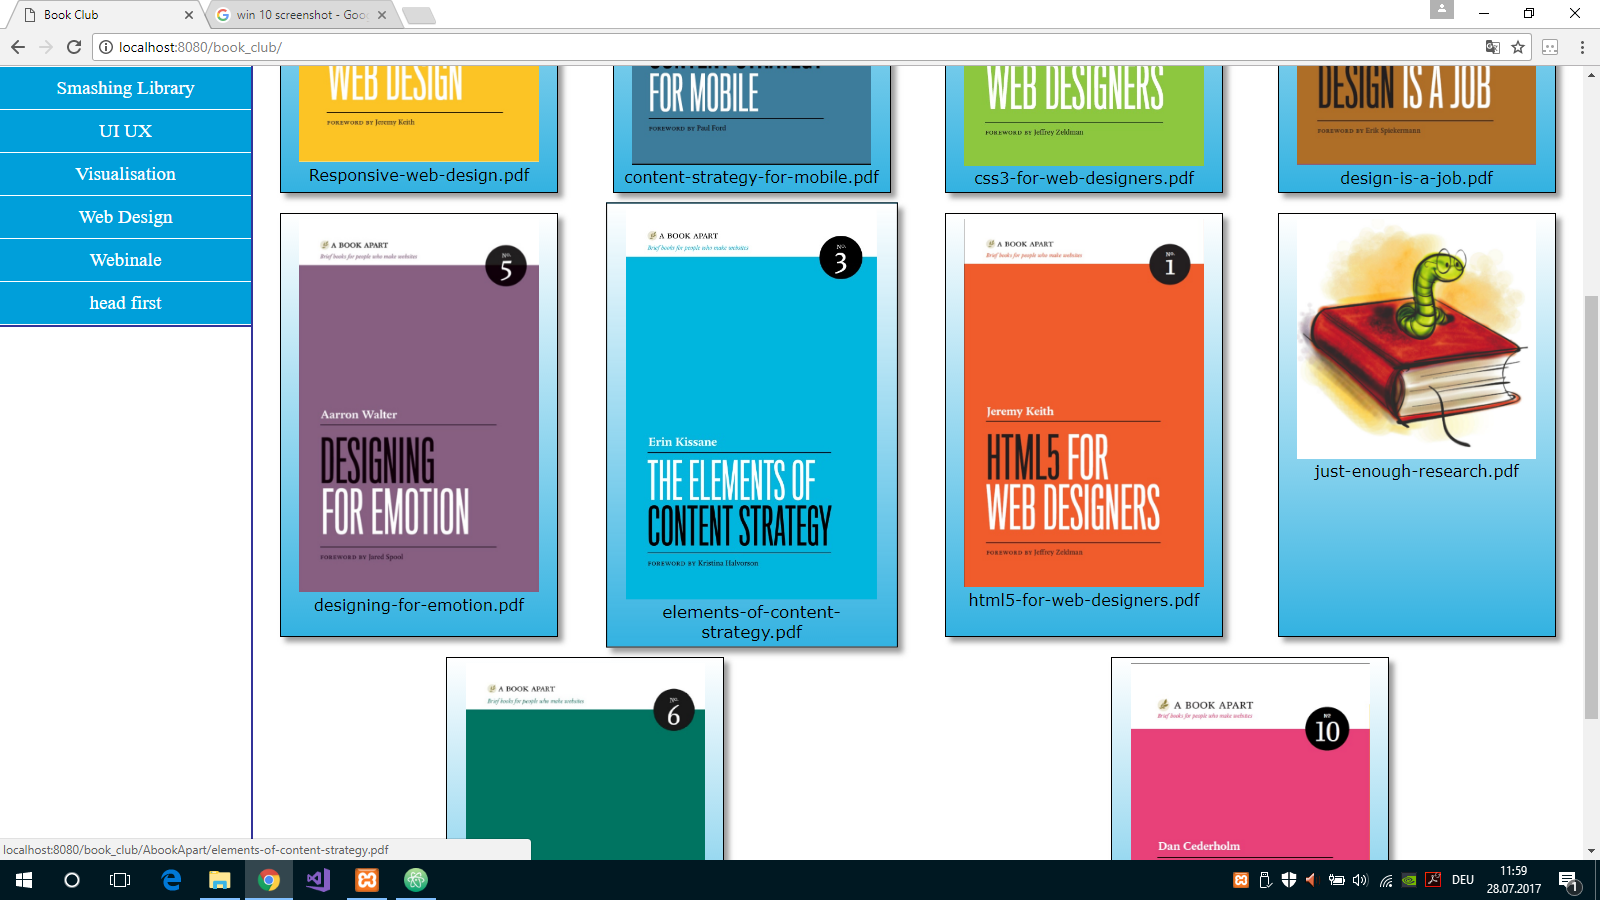 Book Club
win 10 screenshot - Goo
localhost:8080/book_club/
Smashing Library
UI UX
Visualisation
Web Design
Webinale
head first
WEB DESIGN
FOREWORD BY Jeremy Keith
Responsive-web-design.pdf
CONTENT STRATEGY
FOR MOBILE
FOREWORD BY Paul Ford
content-strategy-for-mobile.pdf
WEB DESIGNERS
FOREWORD BY Jeffrey Zeldman
css3-for-web-designers.pdf
DESIGN IS A JOB
FOREWORD BY Erik Spiekermann
design-is-a-job.pdf
A BOOK APART
Brief books for people who make websites
No.
5
Aarron Walter
DESIGNING
FOR EMOTION
FOREWORD BY Jared Spool
designing-for-emotion.pdf
A BOOK APART
Brief books for people who make websites
No.
3
Erin Kissane
THE ELEMENTS OF
CONTENT STRATEGY
FOREWORD BY Kristina Halvorson
elements-of-content-
strategy.pdf
A BOOK APART
Brief books for people who make websites
No.
1
Jeremy Keith
HTML5 FOR
WEB DESIGNERS
FOREWORD BY Jeffrey Zeldman
html5-for-web-designers.pdf
just-enough-research.pdf
A BOOK APART
Brief books for people who make websites
No.
6
A BOOK APART
Brief books for people who make websites
Nº
10
Dan Cederholm
localhost:8080/book_club/AbookApart/elements-of-content-strategy.pdf
DEU
11:59
28.07.2017
1